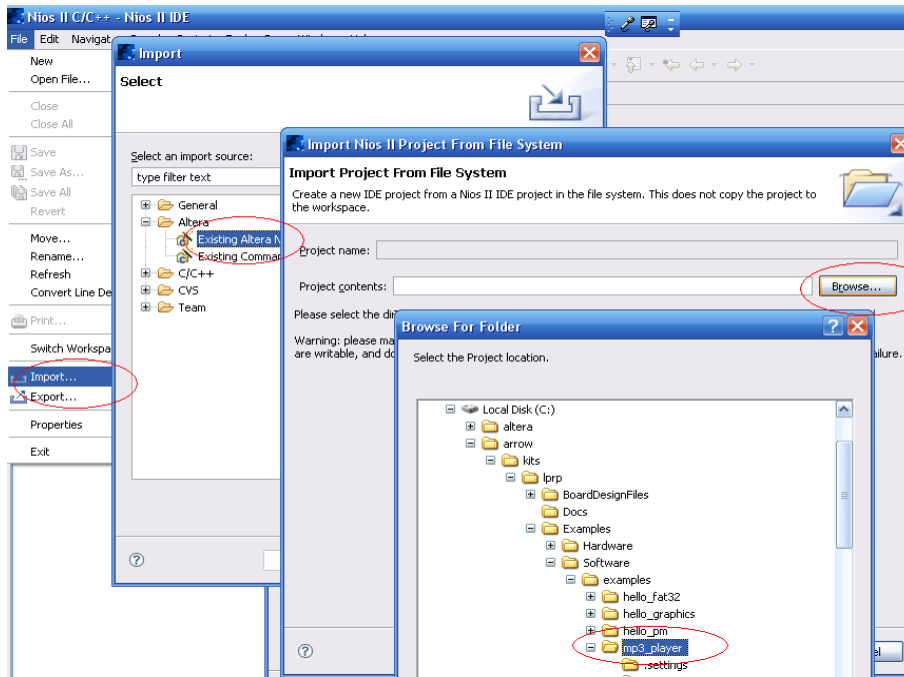 Nios II C/C++ - Nios II IDE
File Edit Navigat
New
Open File...
Close
Close All
Save
Save As...
Save All
Revert
Move...
Rename...
Refresh
Convert Line De
Print...
Switch Workspa
Import...
Export...
Properties
Exit
Import
Select
Select an import source:
type filter text
General
Altera
Existing Altera N
Existing Comman
C/C++
CVS
Team
Import Nios II Project From File System
Import Project From File System
Create a new IDE project from a Nios II IDE project in the file system. This does not copy the project to
the workspace.
Project name:
Project contents:
Browse...
Please select the dir
Warning: please ma
are writable, and do
ailure.
Browse For Folder
Select the Project location.
Local Disk (C:)
altera
arrow
kits
lprp
BoardDesignFiles
Docs
Examples
Hardware
Software
examples
hello_fat32
hello_graphics
hello_pm
mp3_player
.settings
el